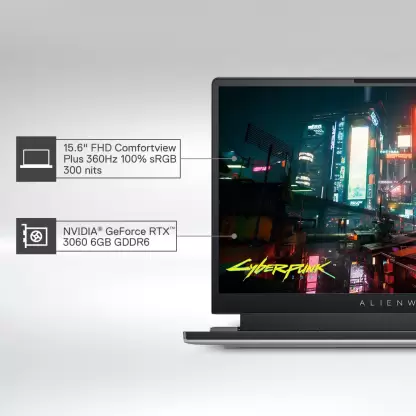 15.6" FHD Comfortview
Plus 360Hz 100% sRGB
300 nits
NVIDIA® GeForce RTX™
3060 6GB GDDR6
CYBERPUNK
ALIENW